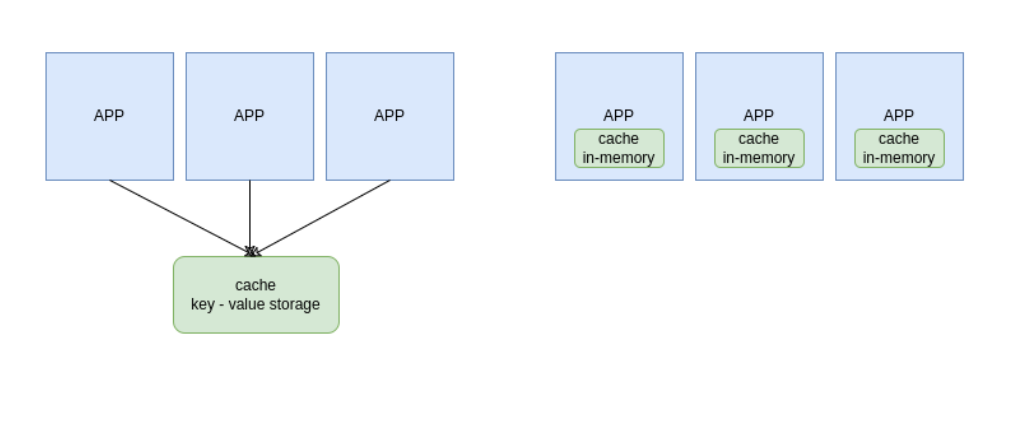 APP
APP
APP
cache
key - value storage
APP
cache
in-memory
APP
cache
in-memory
APP
cache
in-memory